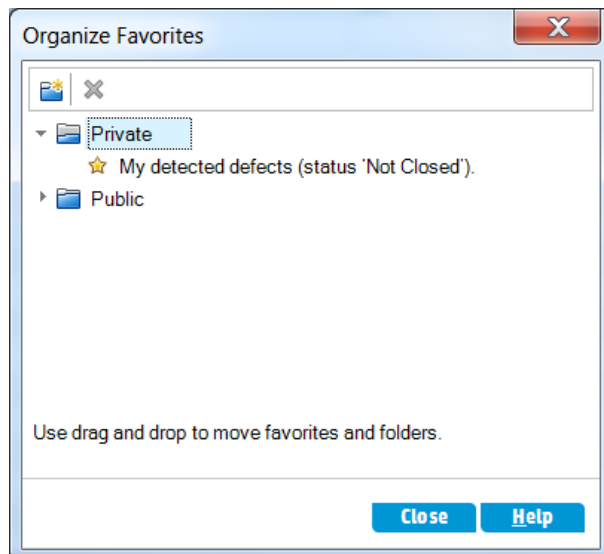 Organize Favorites
Private
My detected defects (status 'Not Closed').
Public
Use drag and drop to move favorites and folders.
Close Help